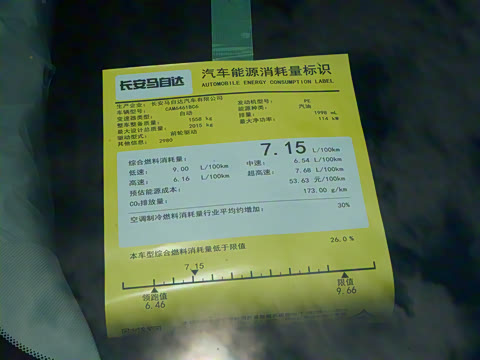 长安马自达
汽车能源消耗量标识
AUTOMOBILE ENERGY CONSUMPTION LABEL
生产企业: 长安马自达汽车有限公司
车辆型号: CAM6461BC6 发动机型号: PE
变速器类型: 自动 能源种类: 汽油
整车整备质量: 1558 kg 排量: 1998 mL
最大设计总质量: 2015 kg 最大净功率: 114 kW
驱动型式: 前轮驱动
其他信息: 2980
综合燃料消耗量: 7.15 L/100km
低速: 9.00 L/100km 中速: 6.54 L/100km
高速: 6.16 L/100km 超高速: 7.68 L/100km
预估能源成本: 53.63 元/100km
CO₂排放量: 173.00 g/km
空调制冷燃料消耗量行业平均约增加: 30%
本车型综合燃料消耗量低于限值 26.0 %
7.15
领跑值 限值
6.46 9.66